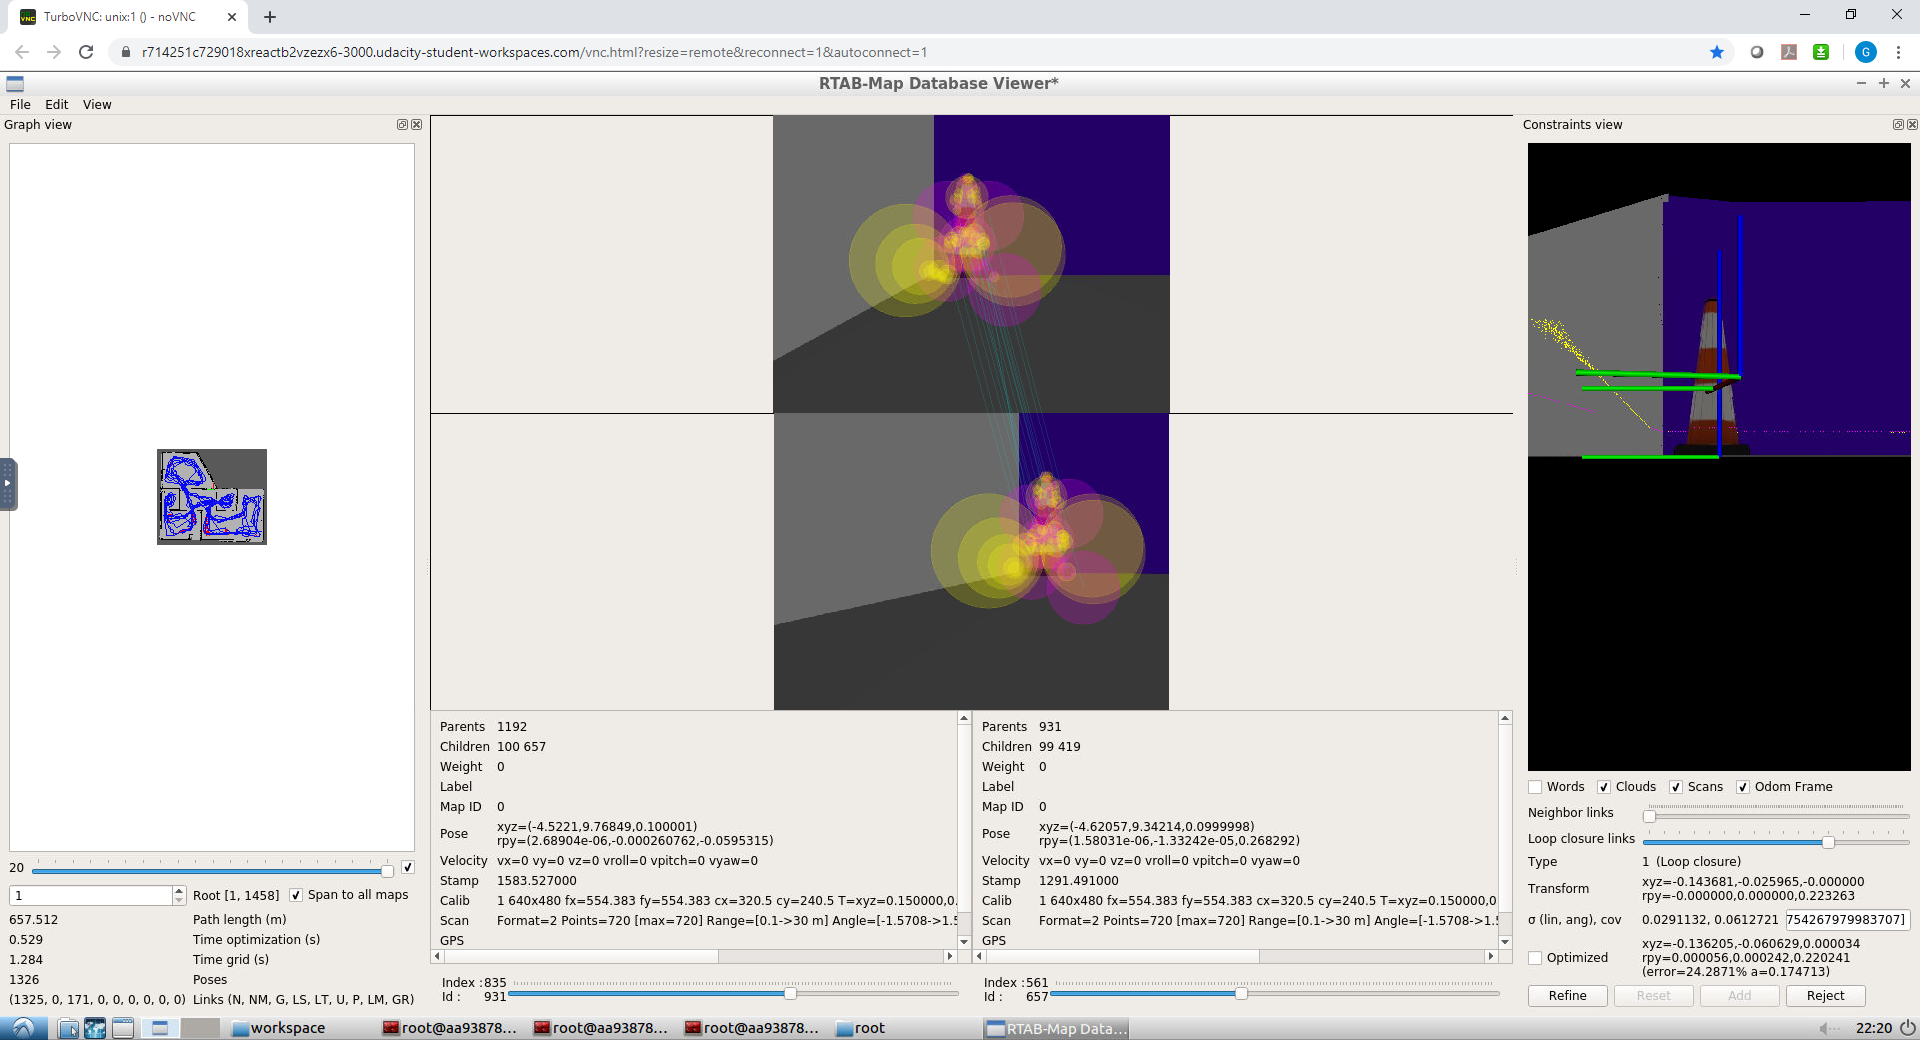 TurboVNC: unix:1 () - noVNC
r714251c729018xreactb2vzezx6-3000.udacity-student-workspaces.com/vnc.html?resize=remote&reconnect=1&autoconnect=1
G
RTAB-Map Database Viewer*
File Edit View
Graph view
Constraints view
20
1 Root [1, 1458] Span to all maps
657.512 Path length (m)
0.529 Time optimization (s)
1.284 Time grid (s)
1326 Poses
(1325, 0, 171, 0, 0, 0, 0, 0, 0) Links (N, NM, G, LS, LT, U, P, LM, GR)
Parents 1192
Children 100 657
Weight 0
Label
Map ID 0
Pose xyz=(-4.5221,9.76849,0.100001)
rpy=(2.68904e-06,-0.000260762,-0.0595315)
Velocity vx=0 vy=0 vz=0 vroll=0 vpitch=0 vyaw=0
Stamp 1583.527000
Calib 1 640x480 fx=554.383 fy=554.383 cx=320.5 cy=240.5 T=xyz=0.150000,0.
Scan Format=2 Points=720 [max=720] Range=[0.1->30 m] Angle=[-1.5708->1.5
GPS
Index : 835
Id : 931
Parents 931
Children 99 419
Weight 0
Label
Map ID 0
Pose xyz=(-4.62057,9.34214,0.0999998)
rpy=(1.58031e-06,-1.33242e-05,0.268292)
Velocity vx=0 vy=0 vz=0 vroll=0 vpitch=0 vyaw=0
Stamp 1291.491000
Calib 1 640x480 fx=554.383 fy=554.383 cx=320.5 cy=240.5 T=xyz=0.150000,0
Scan Format=2 Points=720 [max=720] Range=[0.1->30 m] Angle=[-1.5708->1.
GPS
Index : 561
Id : 657
Words Clouds Scans Odom Frame
Neighbor links
Loop closure links
Type 1 (Loop closure)
Transform xyz=-0.143681,-0.025965,-0.000000
rpy=-0.000000,0.000000,0.223263
σ (lin, ang), cov 0.0291132, 0.0612721 754267979983707]
Optimized xyz=-0.136205,-0.060629,0.000034
rpy=0.000056,0.000242,0.220241
(error=24.2871% a=0.174713)
Refine Reset Add Reject
workspace root@aa93878... root@aa93878... root@aa93878... root RTAB-Map Data... 22:20